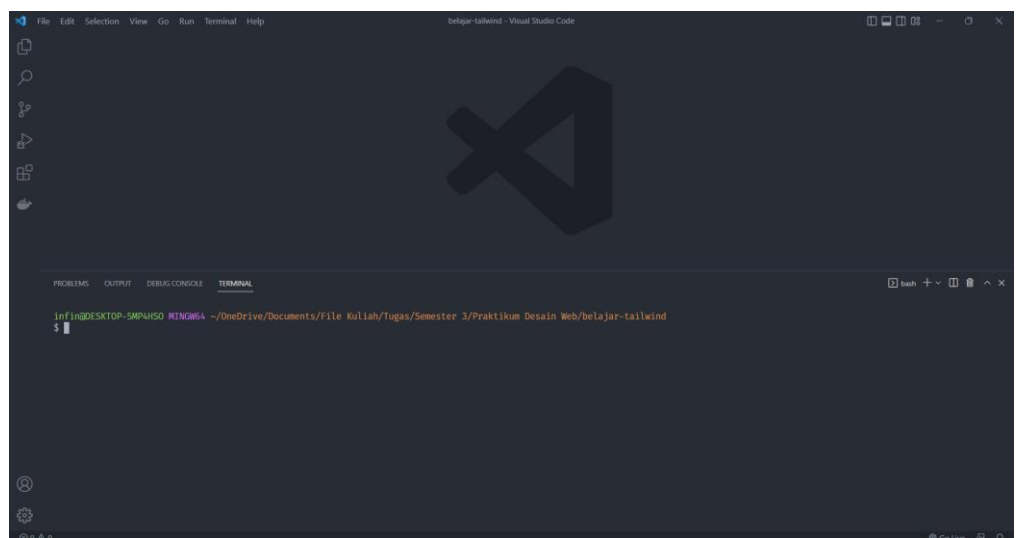 File Edit Selection View Go Run Terminal Help belajar-tailwind - Visual Studio Code
PROBLEMS OUTPUT DEBUG CONSOLE TERMINAL bash
infin@DESKTOP-5MP4HSO MINGW64 ~/OneDrive/Documents/File Kuliah/Tugas/Semester 3/Praktikum Desain Web/belajar-tailwind
$